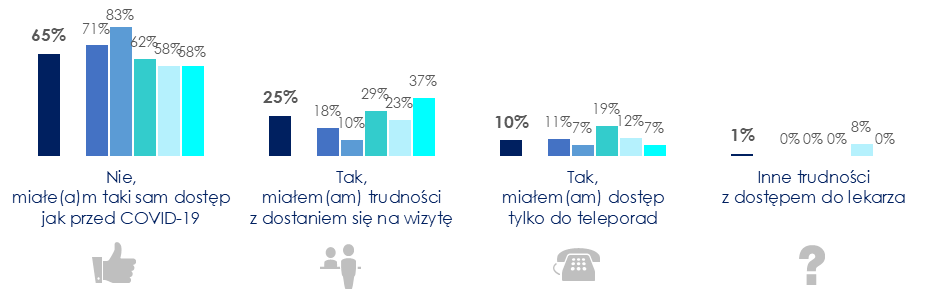 65%
71%
83%
62%
58%
58%
25%
18%
10%
29%
23%
37%
10%
11%
7%
19%
12%
7%
1%
0%
0%
0%
8%
0%
Nie,
miałe(a)m taki sam dostęp
jak przed COVID-19
Tak,
miałem(am) trudności
z dostaniem się na wizytę
Tak,
miałem(am) dostęp
tylko do teleporad
Inne trudności
z dostępem do lekarza